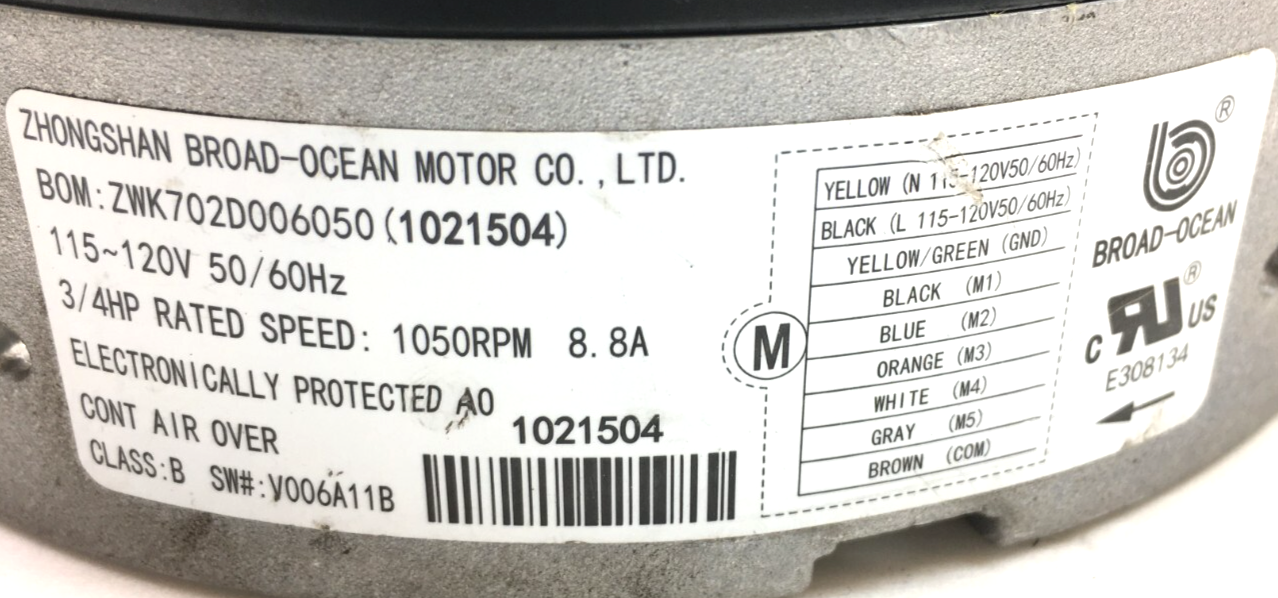 ZHONGSHAN BROAD-OCEAN MOTOR CO., LTD.
BOM:ZWK702D006050(1021504)
115~120V 50/60Hz
3/4HP RATED SPEED: 1050RPM 8.8A
ELECTRONICALLY PROTECTED AO
CONT AIR OVER
CLASS:B SW#:V006A11B
1021504
M
YELLOW (N 115-120V50/60Hz)
BLACK (L 115-120V50/60Hz)
YELLOW/GREEN (GND)
BLACK (M1)
BLUE (M2)
ORANGE (M3)
WHITE (M4)
GRAY (M5)
BROWN (COM)
®
BROAD-OCEAN
C RU ® US
E308134